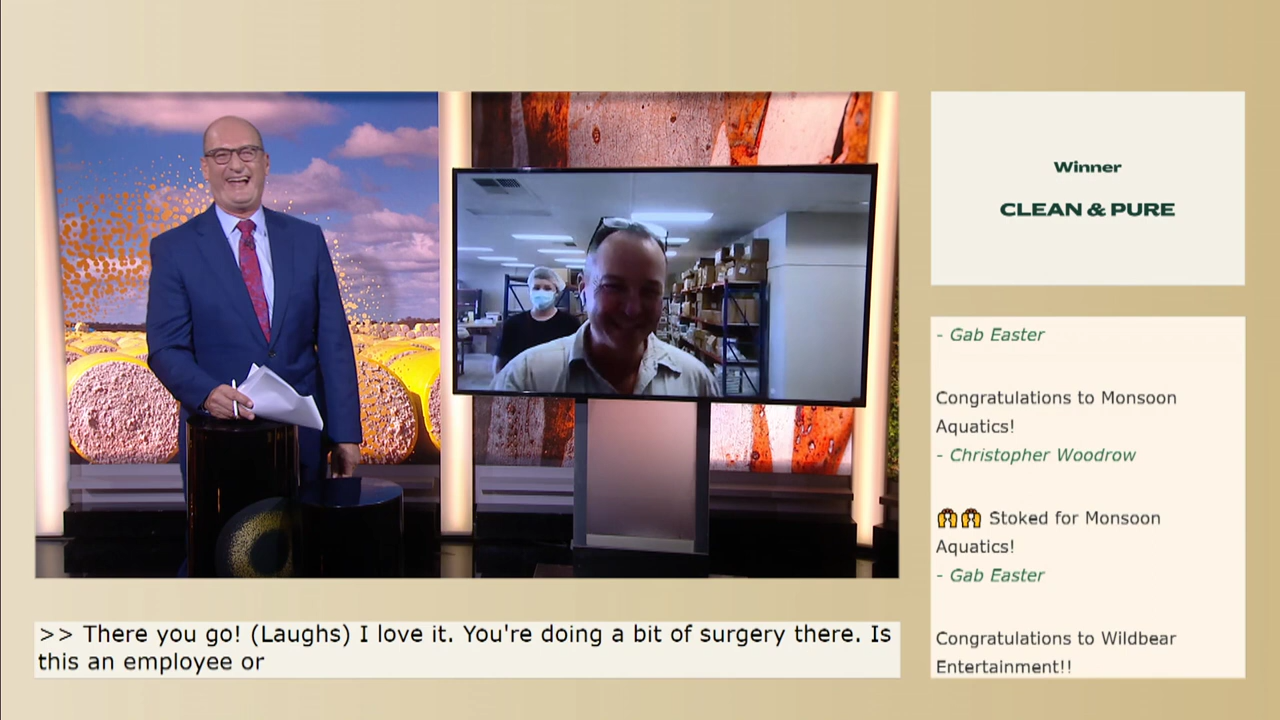 Winner
CLEAN & PURE
- Gab Easter
Congratulations to Monsoon
Aquatics!
- Christopher Woodrow
🙌🙌 Stoked for Monsoon
Aquatics!
- Gab Easter
Congratulations to Wildbear
Entertainment!!
>> There you go! (Laughs) I love it. You're doing a bit of surgery there. Is
this an employee or